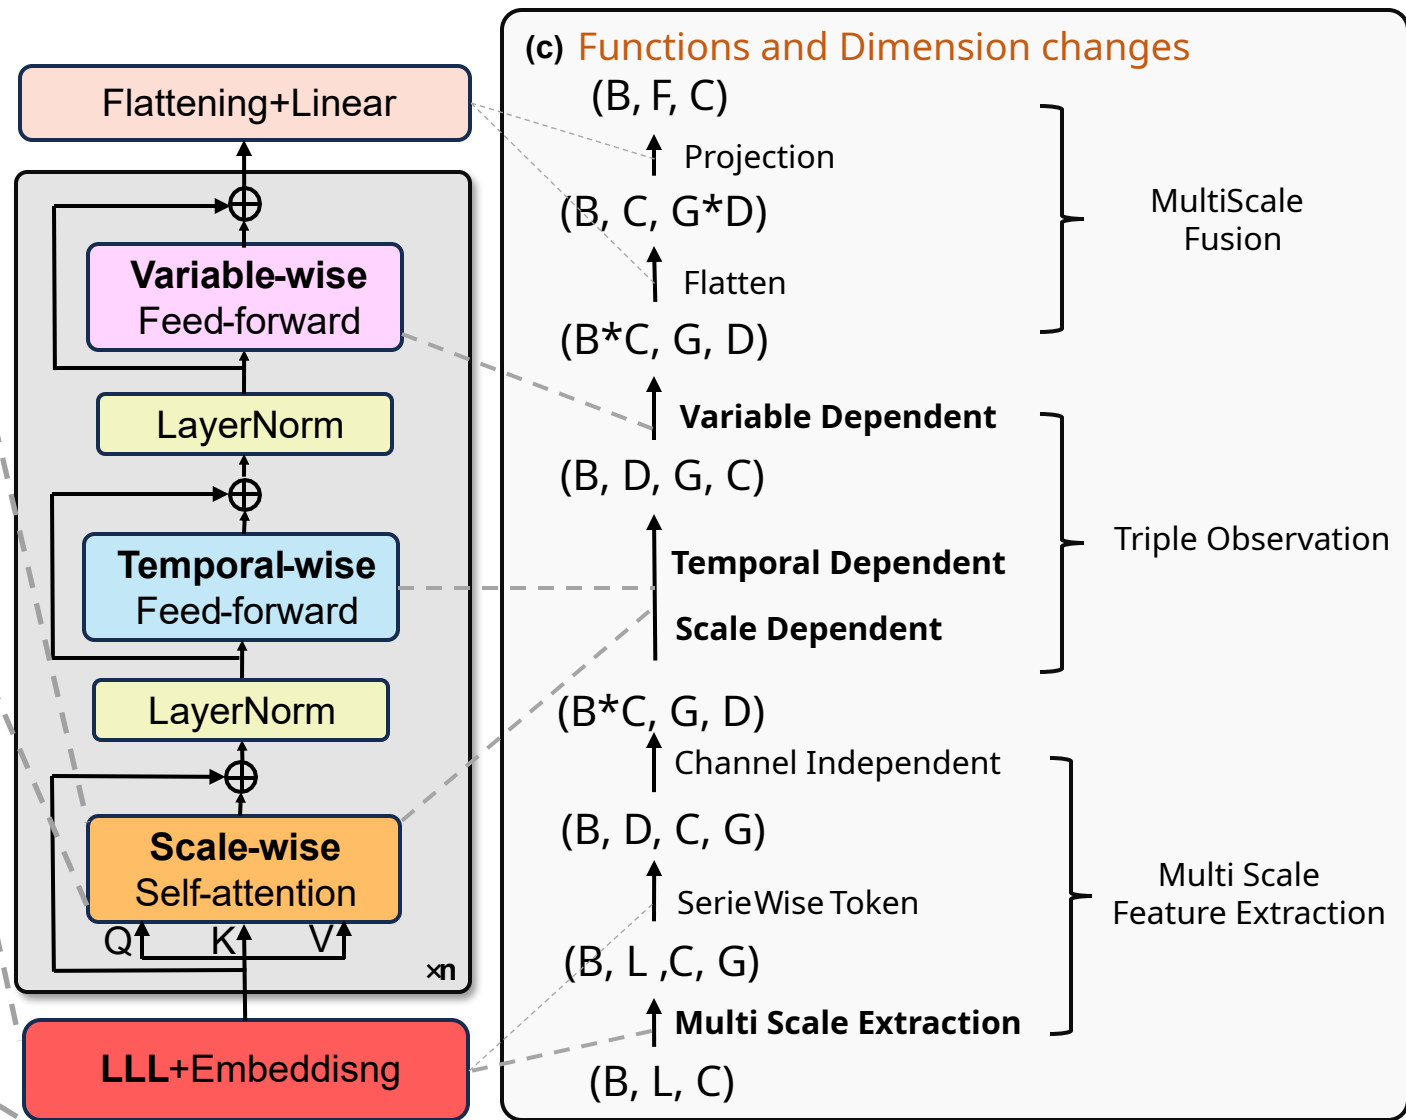 Flattening+Linear
Variable-wise
Feed-forward
LayerNorm
Temporal-wise
Feed-forward
LayerNorm
Scale-wise
Self-attention
Q K V
×n
LLL+Embeddisng
(c) Functions and Dimension changes
(B, F, C)
Projection
(B, C, G*D)
Flatten
(B*C, G, D)
MultiScale
Fusion
Variable Dependent
(B, D, G, C)
Temporal Dependent
Scale Dependent
Triple Observation
(B*C, G, D)
Channel Independent
(B, D, C, G)
SerieWise Token
(B, L ,C, G)
Multi Scale Extraction
(B, L, C)
Multi Scale
Feature Extraction